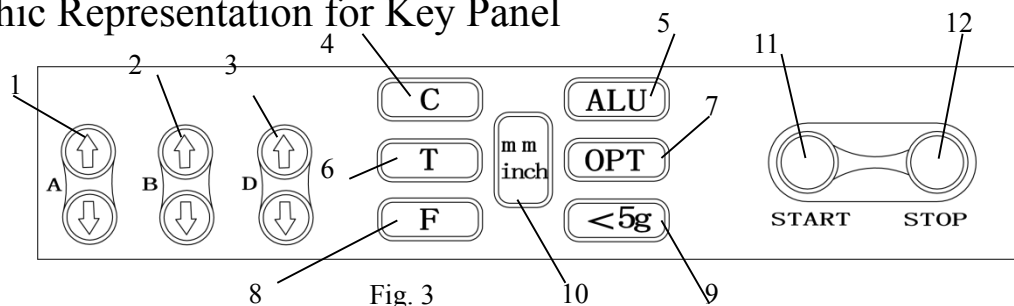 hic Representation for Key Panel
4 5 11 12
1 2 3
C ALU
7
A B D 6 T mm inch OPT
F <5g START STOP
8 Fig. 3 10 9